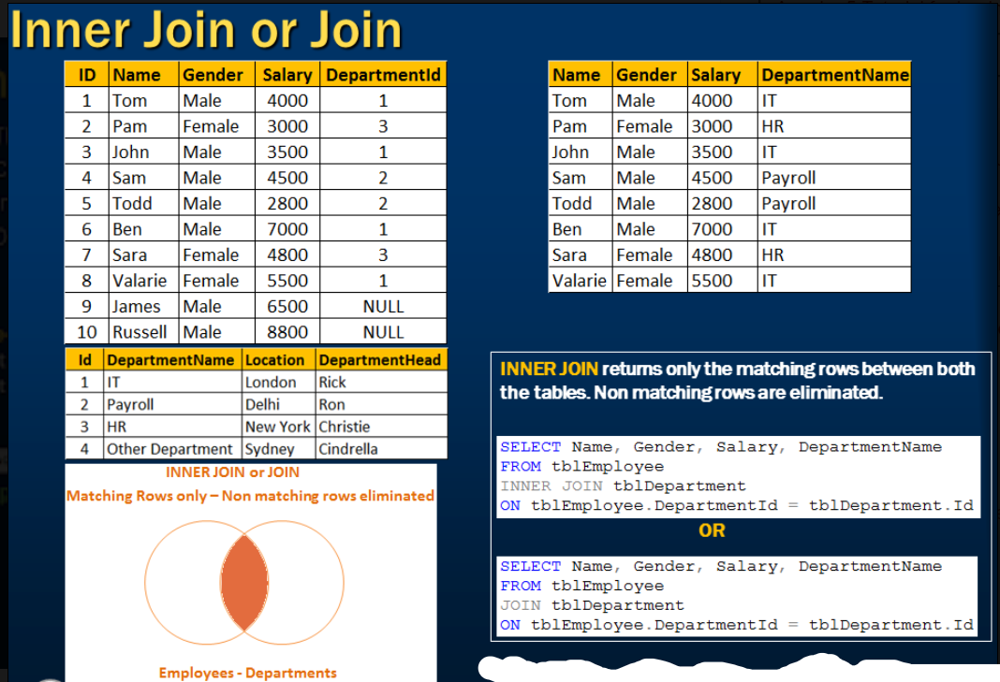 Inner Join or Join
ID Name Gender Salary DepartmentId
1 Tom Male 4000 1
2 Pam Female 3000 3
3 John Male 3500 1
4 Sam Male 4500 2
5 Todd Male 2800 2
6 Ben Male 7000 1
7 Sara Female 4800 3
8 Valarie Female 5500 1
9 James Male 6500 NULL
10 Russell Male 8800 NULL
Id DepartmentName Location DepartmentHead
1 IT London Rick
2 Payroll Delhi Ron
3 HR New York Christie
4 Other Department Sydney Cindrella
INNER JOIN or JOIN
Matching Rows only – Non matching rows eliminated
Employees - Departments
Name Gender Salary DepartmentName
Tom Male 4000 IT
Pam Female 3000 HR
John Male 3500 IT
Sam Male 4500 Payroll
Todd Male 2800 Payroll
Ben Male 7000 IT
Sara Female 4800 HR
Valarie Female 5500 IT
INNER JOIN returns only the matching rows between both
the tables. Non matching rows are eliminated.
SELECT Name, Gender, Salary, DepartmentName
FROM tblEmployee
INNER JOIN tblDepartment
ON tblEmployee.DepartmentId = tblDepartment.Id
OR
SELECT Name, Gender, Salary, DepartmentName
FROM tblEmployee
JOIN tblDepartment
ON tblEmployee.DepartmentId = tblDepartment.Id